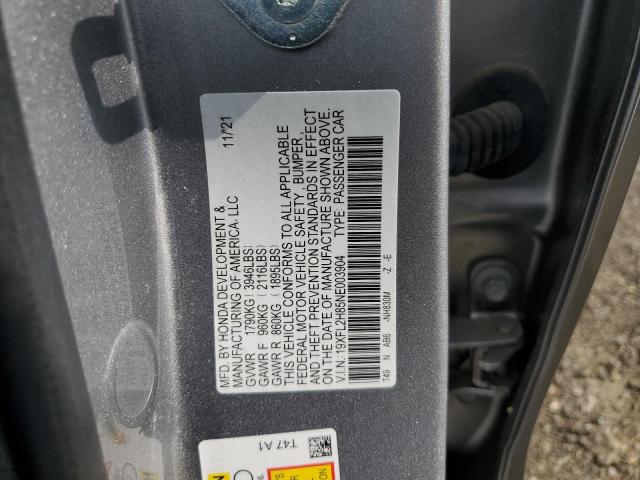 MFD. BY HONDA DEVELOPMENT &
MANUFACTURING OF AMERICA, LLC 11/'21
GVWR 1790KG(3946LBS)
GAWR F 960KG(2116LBS)
GAWR R 860KG(1895LBS)
THIS VEHICLE CONFORMS TO ALL APPLICABLE
FEDERAL MOTOR VEHICLE SAFETY, BUMPER,
AND THEFT PREVENTION STANDARDS IN EFFECT
ON THE DATE OF MANUFACTURE SHOWN ABOVE.
V.I.N: 19XFL2H85NE003904 TYPE: PASSENGER CAR
T49 N AB6 -NH830M -Z -E
T47 A1